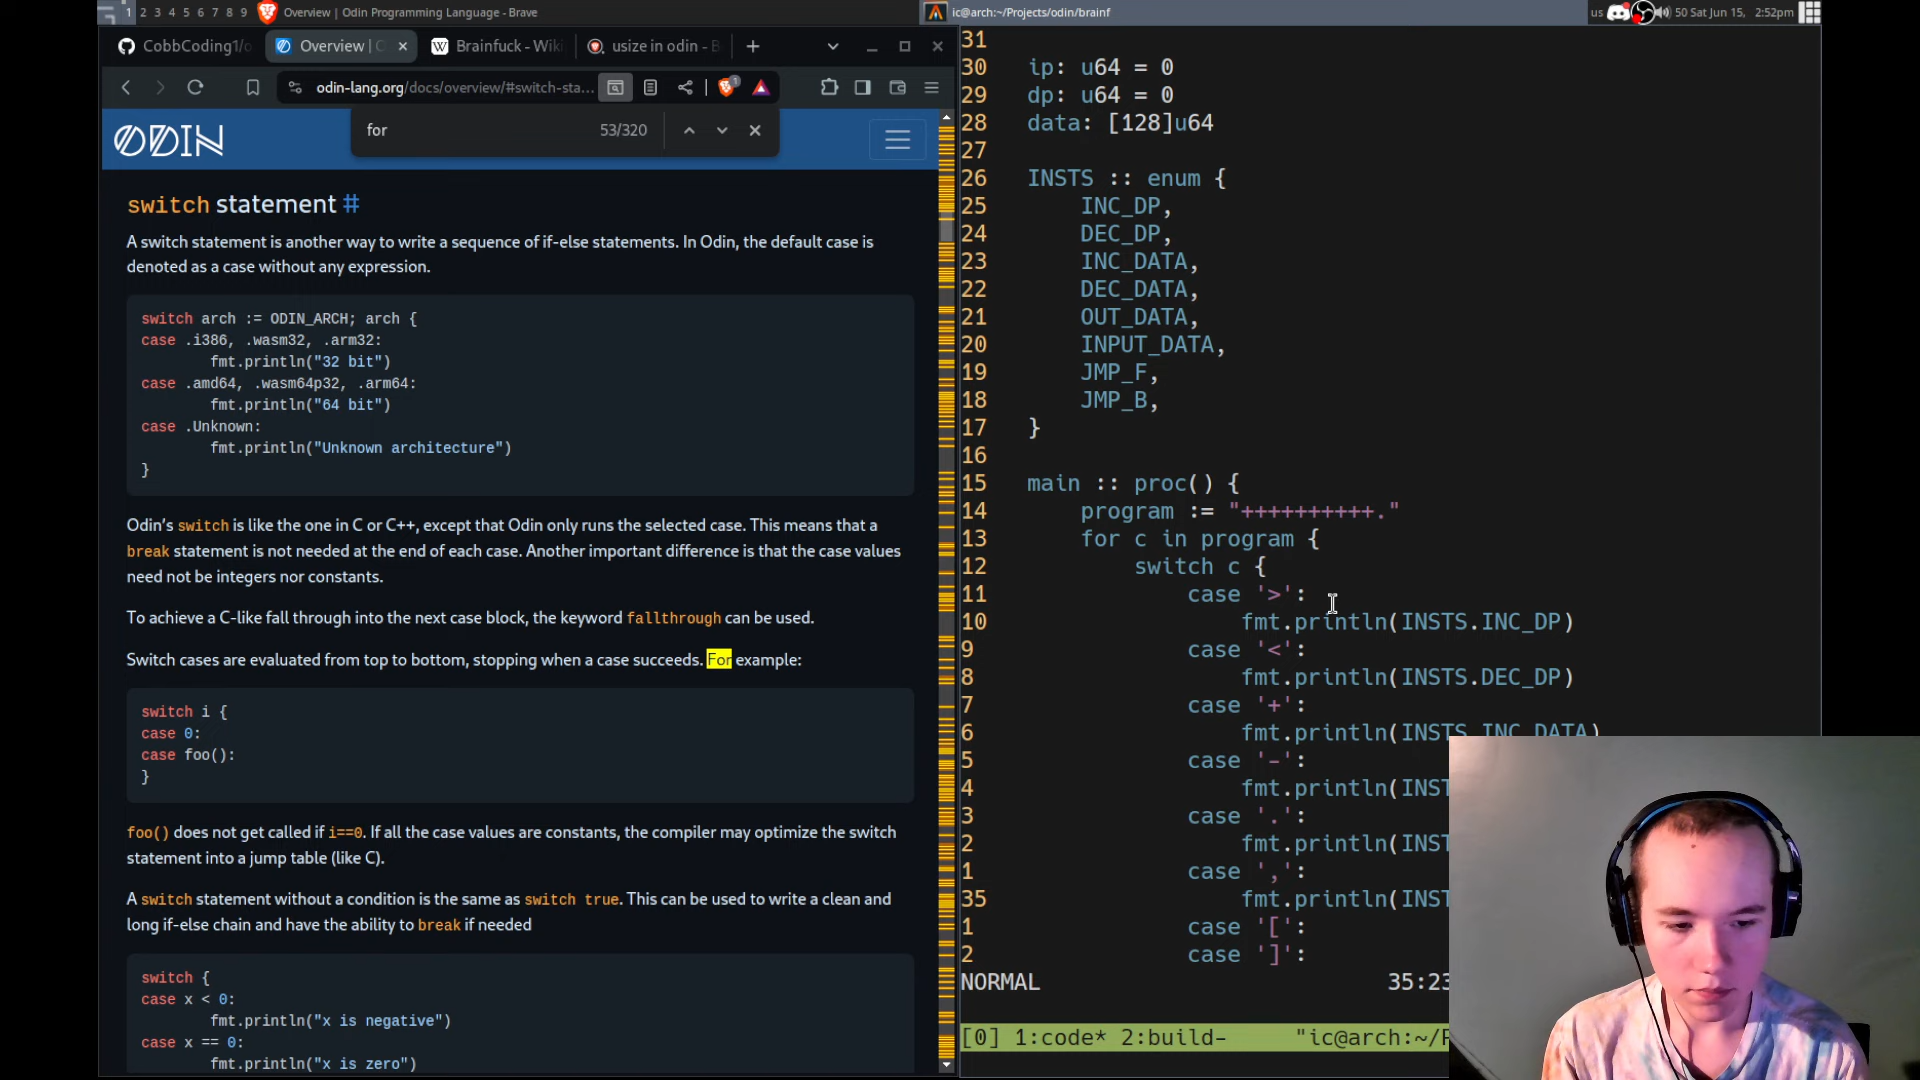 1 2 3 4 5 6 7 8 9 Overview | Odin Programming Language - Brave
ic@arch:~/Projects/odin/brainf
us 50 Sat Jun 15, 2:52pm
CobbCoding1/o
Overview | O
Brainfuck - Wiki
usize in odin - B
odin-lang.org/docs/overview/#switch-sta...
for 53/320
ODIN
switch statement #
A switch statement is another way to write a sequence of if-else statements. In Odin, the default case is
denoted as a case without any expression.
switch arch := ODIN_ARCH; arch {
case .i386, .wasm32, .arm32:
fmt.println("32 bit")
case .amd64, .wasm64p32, .arm64:
fmt.println("64 bit")
case .Unknown:
fmt.println("Unknown architecture")
}
Odin's switch is like the one in C or C++, except that Odin only runs the selected case. This means that a
break statement is not needed at the end of each case. Another important difference is that the case values
need not be integers nor constants.
To achieve a C-like fall through into the next case block, the keyword fallthrough can be used.
Switch cases are evaluated from top to bottom, stopping when a case succeeds. For example:
switch i {
case 0:
case foo():
}
foo() does not get called if i==0. If all the case values are constants, the compiler may optimize the switch
statement into a jump table (like C).
A switch statement without a condition is the same as switch true. This can be used to write a clean and
long if-else chain and have the ability to break if needed
switch {
case x < 0:
fmt.println("x is negative")
case x == 0:
fmt.println("x is zero")
31
30 ip: u64 = 0
29 dp: u64 = 0
28 data: [128]u64
27
26 INSTS :: enum {
25 INC_DP,
24 DEC_DP,
23 INC_DATA,
22 DEC_DATA,
21 OUT_DATA,
20 INPUT_DATA,
19 JMP_F,
18 JMP_B,
17 }
16
15 main :: proc() {
14 program := "++++++++++."
13 for c in program {
12 switch c {
11 case '>':
10 fmt.println(INSTS.INC_DP)
9 case '<':
8 fmt.println(INSTS.DEC_DP)
7 case '+':
6 fmt.println(INSTS.INC_DATA)
5 case '-':
4 fmt.println(INST
3 case '.':
2 fmt.println(INST
1 case ',':
35 fmt.println(INST
1 case '[':
2 case ']':
NORMAL 35:23
[0] 1:code* 2:build- "ic@arch:~/P